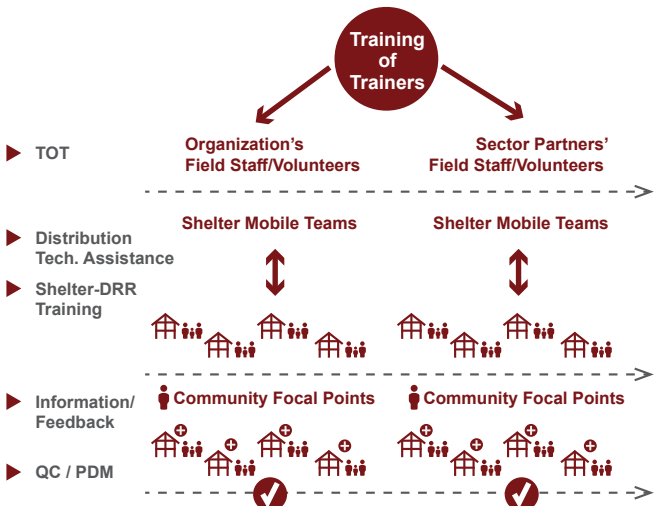 Training
of
Trainers
TOT
Organization's
Field Staff/Volunteers
Sector Partners'
Field Staff/Volunteers
Distribution
Tech. Assistance
Shelter Mobile Teams
Shelter Mobile Teams
Shelter-DRR
Training
Information/
Feedback
Community Focal Points
Community Focal Points
QC / PDM